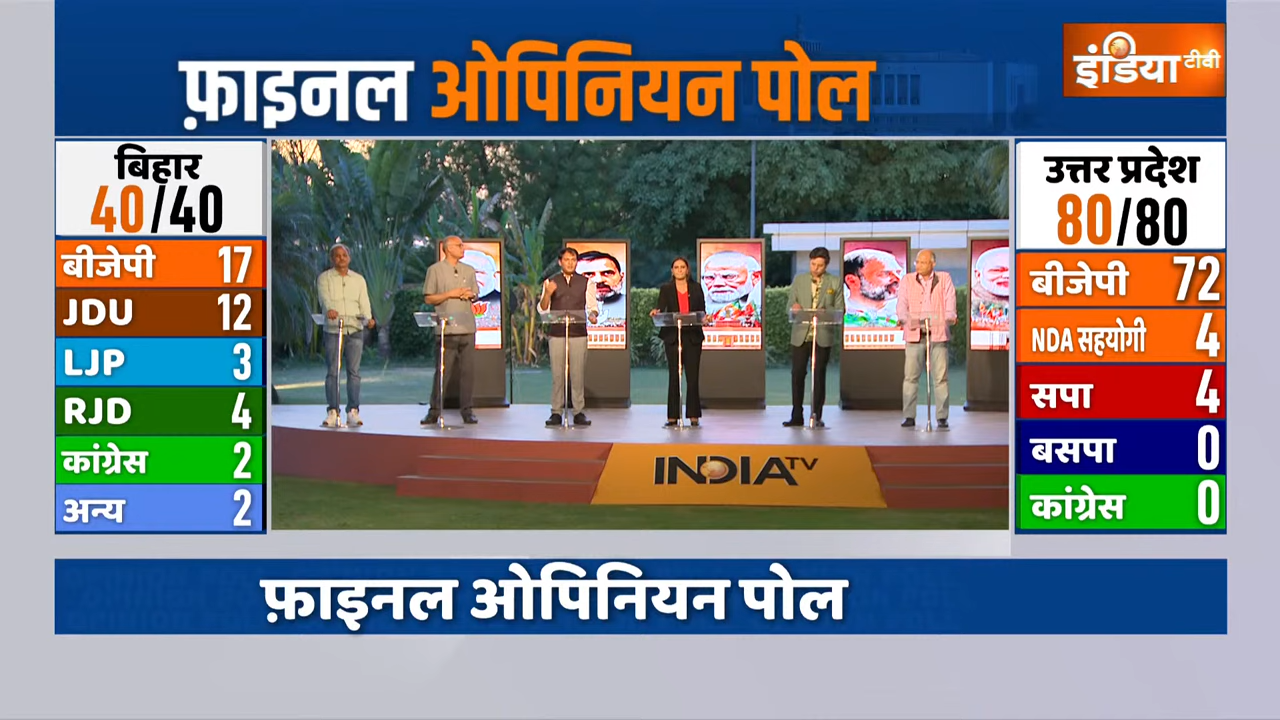 फ़ाइनल ओपिनियन पोल
इंडिया टीवी
बिहार
40/40
बीजेपी 17
JDU 12
LJP 3
RJD 4
कांग्रेस 2
अन्य 2
INDIA TV
उत्तर प्रदेश
80/80
बीजेपी 72
NDA सहयोगी 4
सपा 4
बसपा 0
कांग्रेस 0
फ़ाइनल ओपिनियन पोल